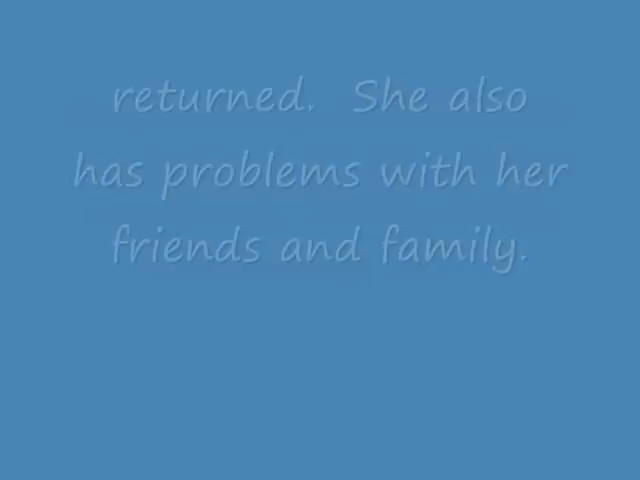 returned.  She also
has problems with her
friends and family.